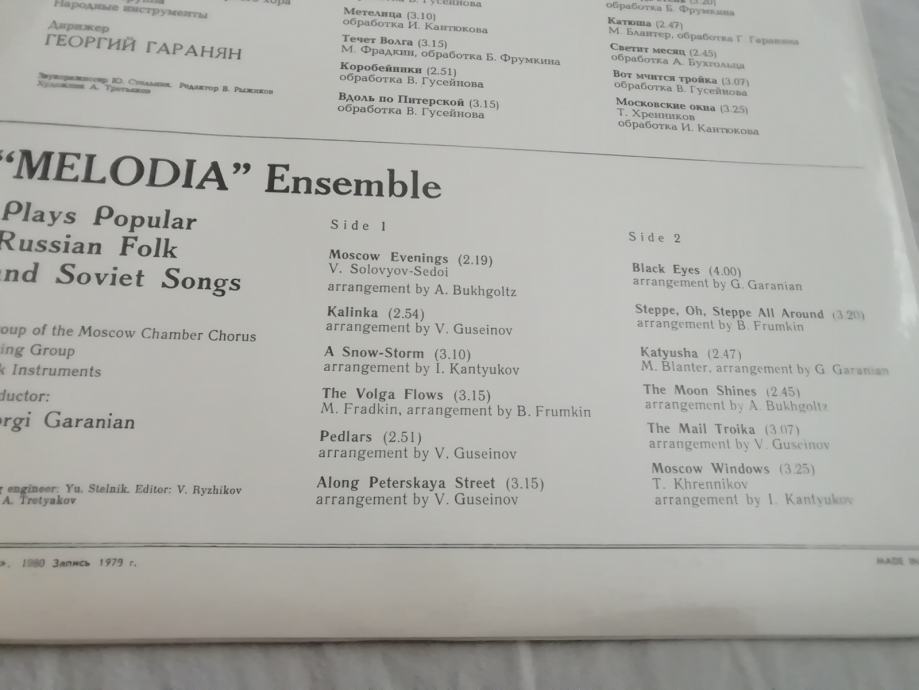 хора
Народные инструменты
Дирижер
ГЕОРГИЙ ГАРАНЯН
Звукорежиссер Ю. Стельник. Редактор В. Рыжиков
Художник А. Третьяков
Метелица (3.10)
обработка И. Кантюкова
Течет Волга (3.15)
М. Фрадкин, обработка Б. Фрумкина
Коробейники (2.51)
обработка В. Гусейнова
Вдоль по Питерской (3.15)
обработка В. Гусейнова
обработка Б. Фрумкина
Катюша (2.47)
М. Блантер, обработка Г. Гараняна
Светит месяц (2.45)
обработка А. Бухгольца
Вот мчится тройка (3.07)
обработка В. Гусейнова
Московские окна (3.25)
Т. Хренников
обработка И. Кантюкова
“MELODIA” Ensemble
Plays Popular
Russian Folk
nd Soviet Songs
oup of the Moscow Chamber Chorus
ing Group
k Instruments
ductor:
rgi Garanian
engineer: Yu. Stelnik. Editor: V. Ryzhikov
A. Tretyakov
Side 1
Moscow Evenings (2.19)
V. Solovyov-Sedoi
arrangement by A. Bukhgoltz
Kalinka (2.54)
arrangement by V. Guseinov
A Snow-Storm (3.10)
arrangement by I. Kantyukov
The Volga Flows (3.15)
M. Fradkin, arrangement by B. Frumkin
Pedlars (2.51)
arrangement by V. Guseinov
Along Peterskaya Street (3.15)
arrangement by V. Guseinov
Side 2
Black Eyes (4.00)
arrangement by G. Garanian
Steppe, Oh, Steppe All Around (3.20)
arrangement by B. Frumkin
Katyusha (2.47)
M. Blanter, arrangement by G. Garanian
The Moon Shines (2.45)
arrangement by A. Bukhgoltz
The Mail Troika (3.07)
arrangement by V. Guseinov
Moscow Windows (3.25)
T. Khrennikov
arrangement by I. Kantyukov
», 1980 Запись 1979 г.
MADE IN